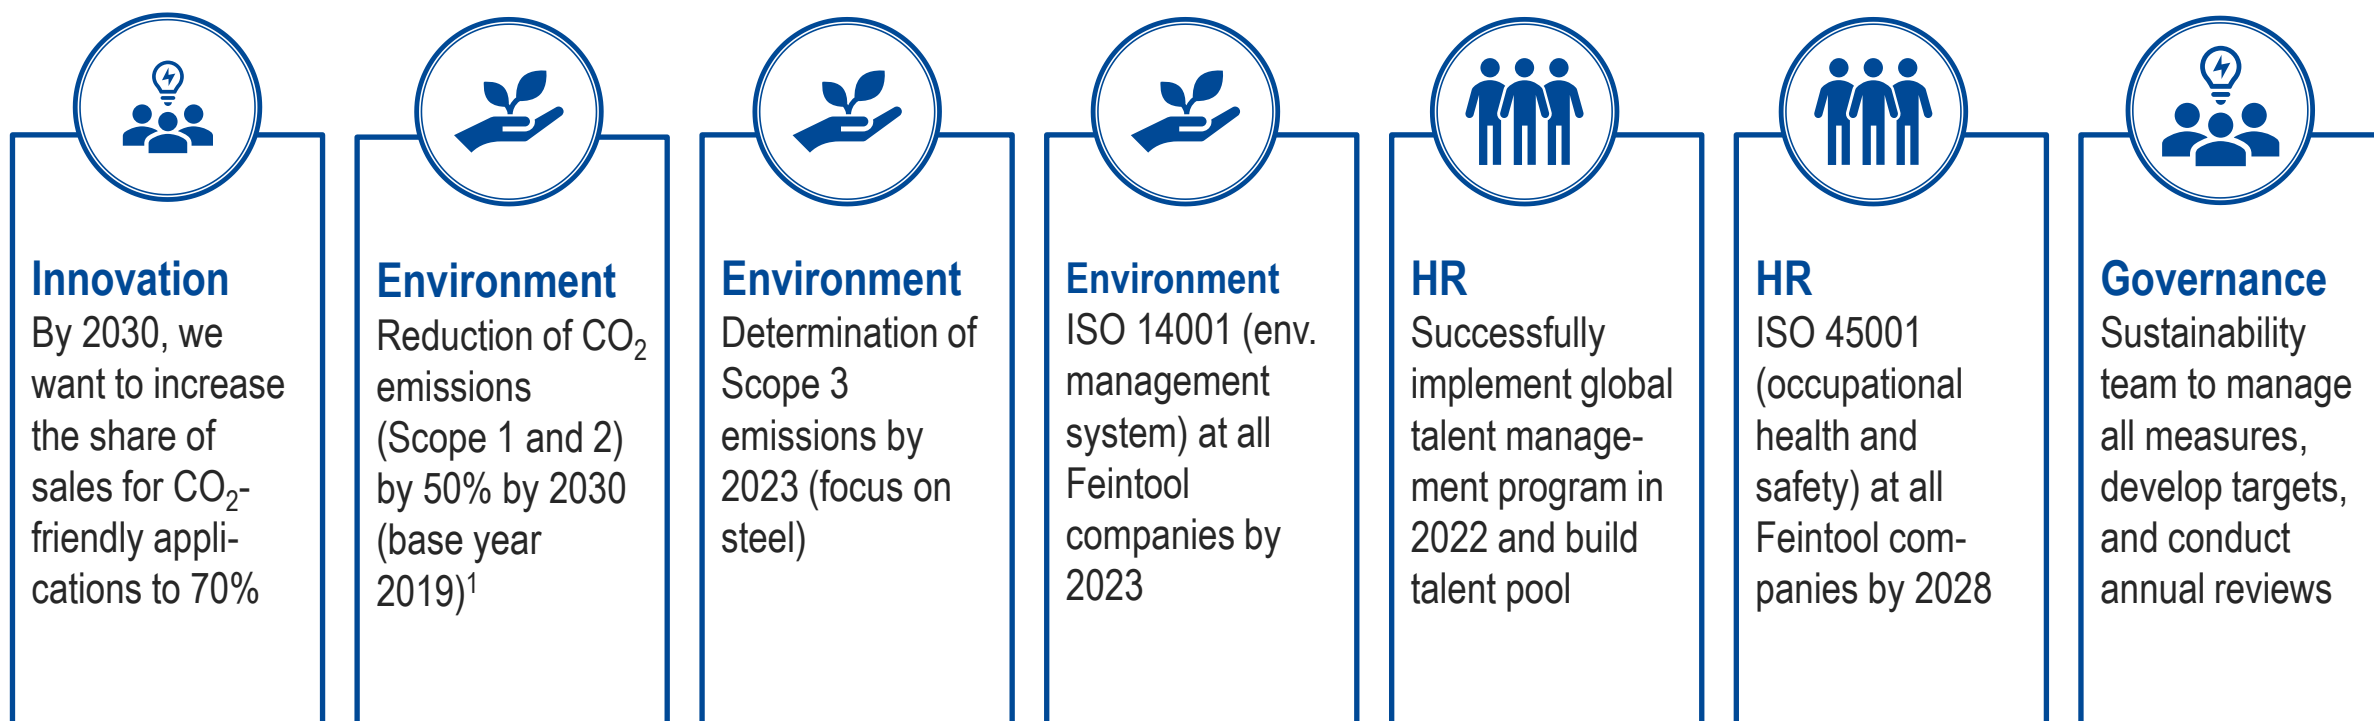 Innovation
By 2030, we
want to increase
the share of
sales for CO₂-
friendly appli-
cations to 70%
Environment
Reduction of CO₂
emissions
(Scope 1 and 2)
by 50% by 2030
(base year
2019)¹
Environment
Determination of
Scope 3
emissions by
2023 (focus on
steel)
Environment
ISO 14001 (env.
management
system) at all
Feintool
companies by
2023
HR
Successfully
implement global
talent manage-
ment program in
2022 and build
talent pool
HR
ISO 45001
(occupational
health and
safety) at all
Feintool com-
panies by 2028
Governance
Sustainability
team to manage
all measures,
develop targets,
and conduct
annual reviews